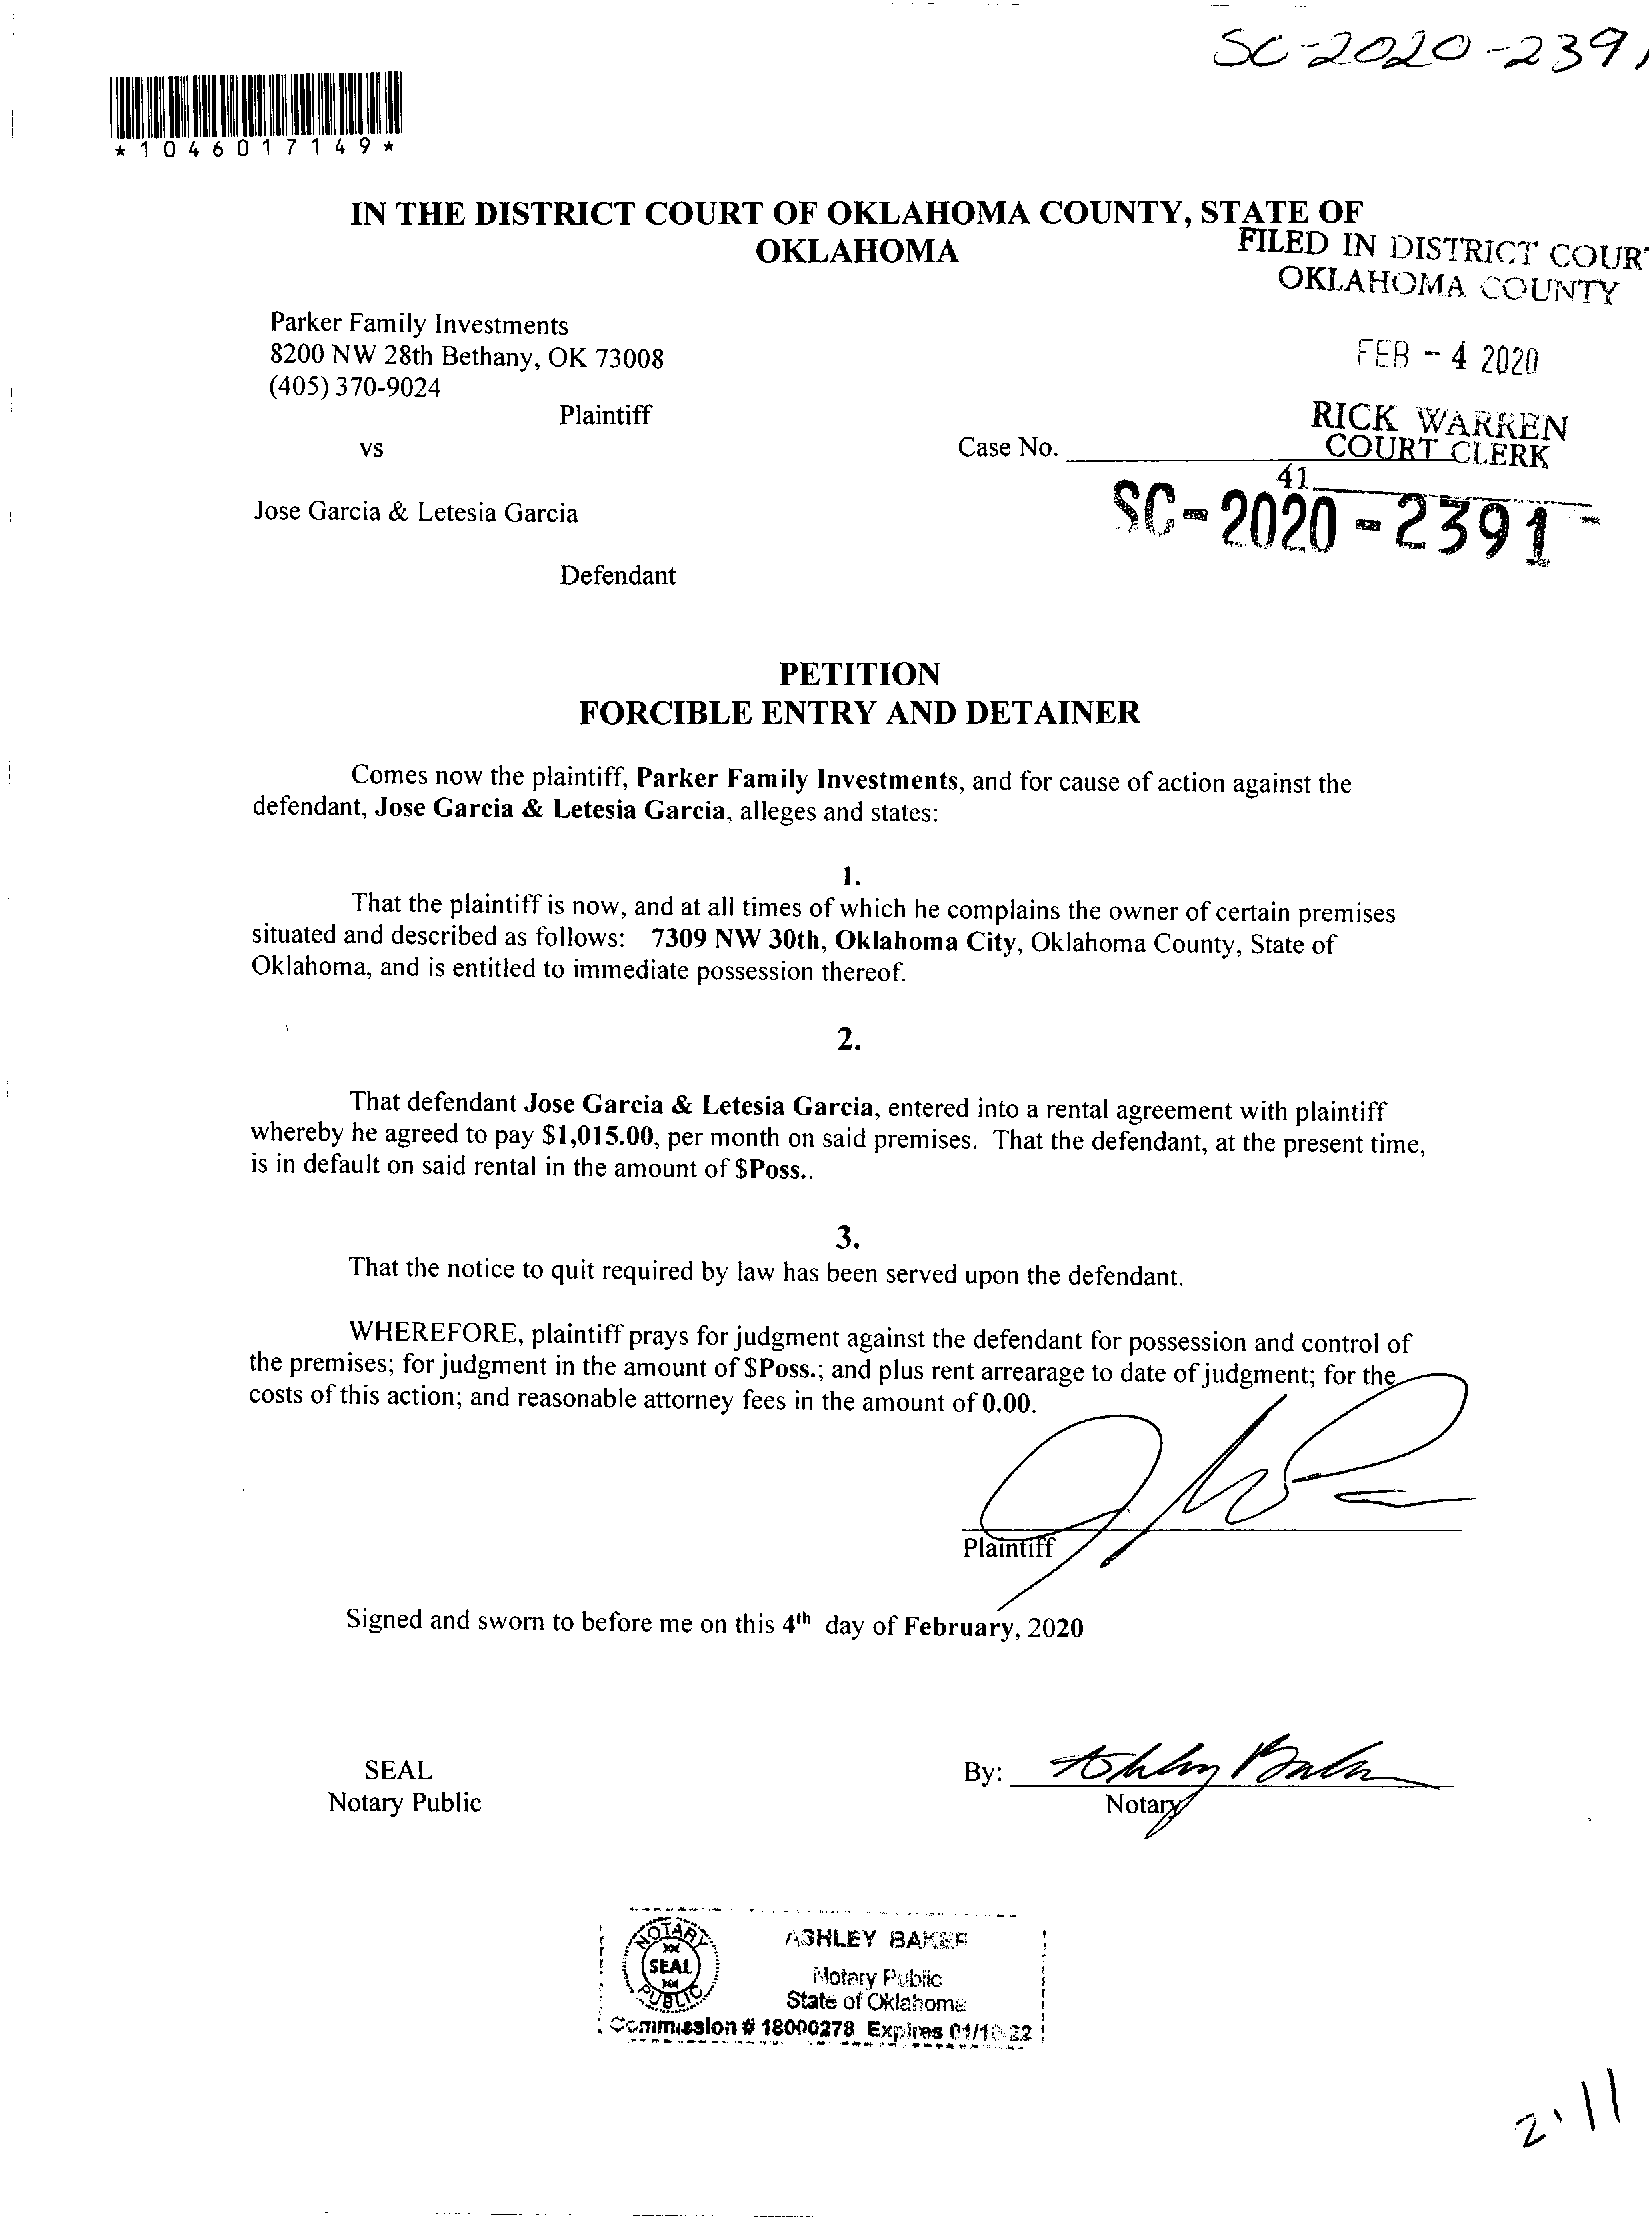 SC-2020-239
*1046017149*
IN THE DISTRICT COURT OF OKLAHOMA COUNTY, STATE OF
OKLAHOMA
FILED IN DISTRICT COUR
OKLAHOMA COUNTY
Parker Family Investments
8200 NW 28th Bethany, OK 73008
(405) 370-9024
FEB - 4 2020
Plaintiff
RICK WARREN
COURT CLERK
vs
Case No.
41
SC-2020-2391
Jose Garcia & Letesia Garcia
Defendant
PETITION
FORCIBLE ENTRY AND DETAINER
Comes now the plaintiff, Parker Family Investments, and for cause of action against the
defendant, Jose Garcia & Letesia Garcia, alleges and states:
1.
That the plaintiff is now, and at all times of which he complains the owner of certain premises
situated and described as follows: 7309 NW 30th, Oklahoma City, Oklahoma County, State of
Oklahoma, and is entitled to immediate possession thereof.
2.
That defendant Jose Garcia & Letesia Garcia, entered into a rental agreement with plaintiff
whereby he agreed to pay $1,015.00, per month on said premises. That the defendant, at the present time,
is in default on said rental in the amount of $Poss..
3.
That the notice to quit required by law has been served upon the defendant.
WHEREFORE, plaintiff prays for judgment against the defendant for possession and control of
the premises; for judgment in the amount of $Poss.; and plus rent arrearage to date of judgment; for the
costs of this action; and reasonable attorney fees in the amount of 0.00.
Plaintiff
Signed and sworn to before me on this 4th day of February, 2020
SEAL
By: Ashley Baker
Notary Public
Notary
NOTARY
SEAL
PUBLIC
ASHLEY BAKER
Notary Public
State of Oklahoma
Commission # 18000278 Expires 01/10/22
2-11